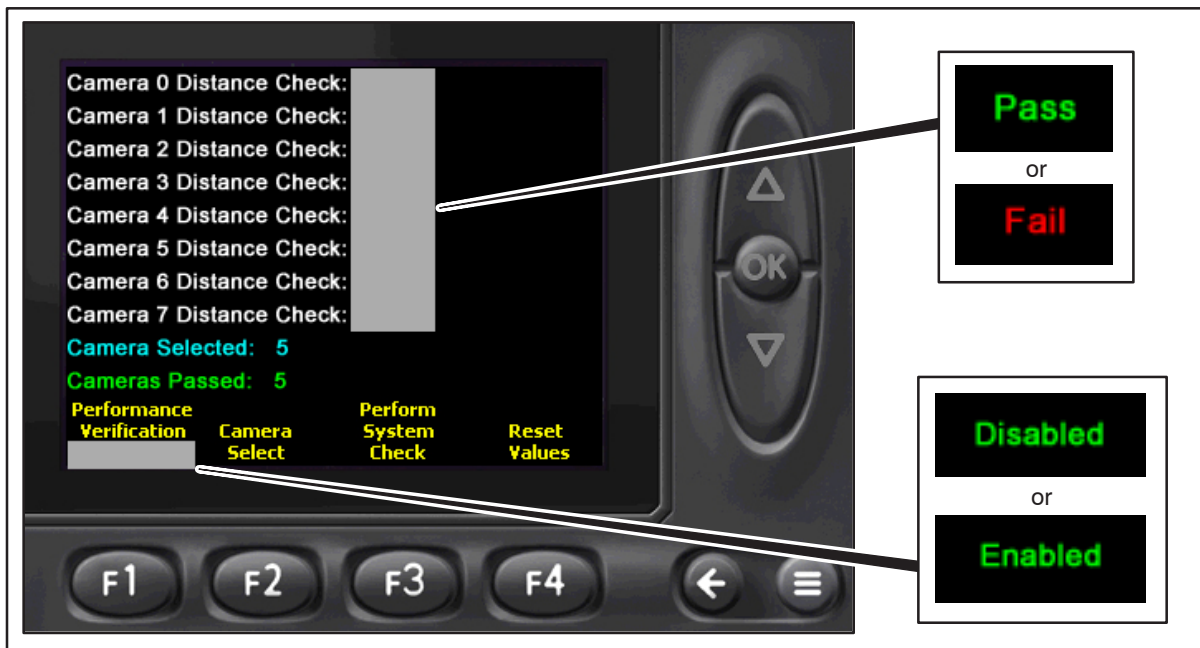 Camera 0 Distance Check:
Camera 1 Distance Check:
Camera 2 Distance Check:
Camera 3 Distance Check:
Camera 4 Distance Check:
Camera 5 Distance Check:
Camera 6 Distance Check:
Camera 7 Distance Check:
Camera Selected: 5
Cameras Passed: 5
Performance
Verification
Camera
Select
Perform
System
Check
Reset
Values
F1
F2
F3
F4
OK
Pass
or
Fail
Disabled
or
Enabled